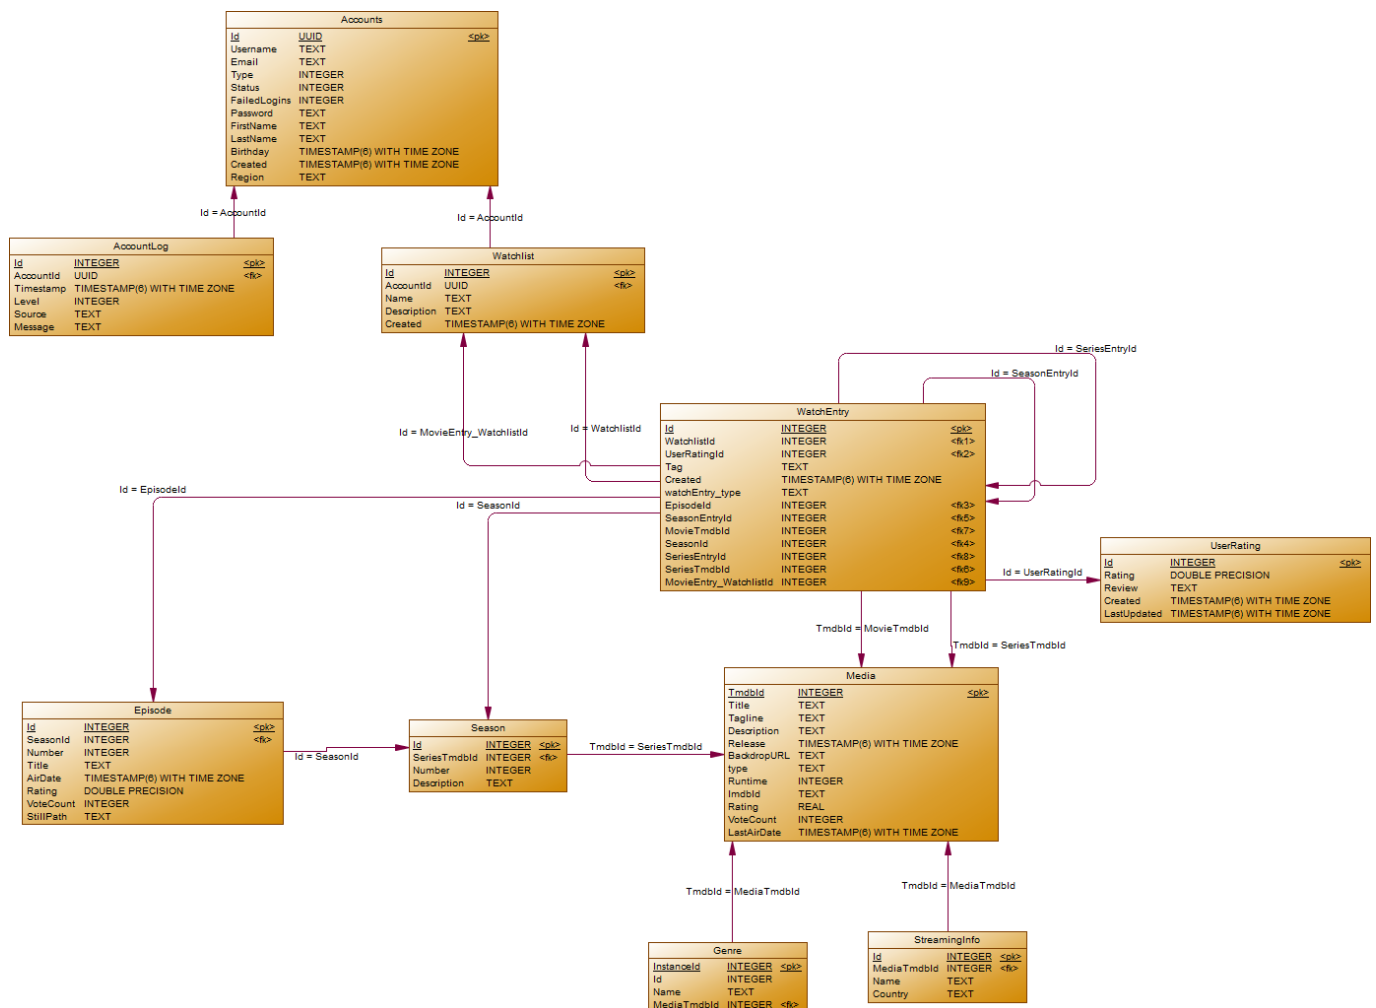 Accounts
Id UUID <pk>
Username TEXT
Email TEXT
Type INTEGER
Status INTEGER
FailedLogins INTEGER
Password TEXT
FirstName TEXT
LastName TEXT
Birthday TIMESTAMP(6) WITH TIME ZONE
Created TIMESTAMP(6) WITH TIME ZONE
Region TEXT
Id = AccountId
Id = AccountId
AccountLog
Id INTEGER <pk>
AccountId UUID <fk>
Timestamp TIMESTAMP(6) WITH TIME ZONE
Level INTEGER
Source TEXT
Message TEXT
Watchlist
Id INTEGER <pk>
AccountId UUID <fk>
Name TEXT
Description TEXT
Created TIMESTAMP(6) WITH TIME ZONE
Id = SeriesEntryId
Id = SeasonEntryId
Id = MovieEntry_WatchlistId
Id = WatchlistId
WatchEntry
Id INTEGER <pk>
WatchlistId INTEGER <fk1>
UserRatingId INTEGER <fk2>
Tag TEXT
Created TIMESTAMP(6) WITH TIME ZONE
watchEntry_type TEXT
EpisodeId INTEGER <fk3>
SeasonEntryId INTEGER <fk5>
MovieTmdbId INTEGER <fk7>
SeasonId INTEGER <fk4>
SeriesEntryId INTEGER <fk8>
SeriesTmdbId INTEGER <fk6>
MovieEntry_WatchlistId INTEGER <fk9>
Id = EpisodeId
Id = SeasonId
Id = UserRatingId
UserRating
Id INTEGER <pk>
Rating DOUBLE PRECISION
Review TEXT
Created TIMESTAMP(6) WITH TIME ZONE
LastUpdated TIMESTAMP(6) WITH TIME ZONE
TmdbId = MovieTmdbId
TmdbId = SeriesTmdbId
Episode
Id INTEGER <pk>
SeasonId INTEGER <fk>
Number INTEGER
Title TEXT
AirDate TIMESTAMP(6) WITH TIME ZONE
Rating DOUBLE PRECISION
VoteCount INTEGER
StillPath TEXT
Id = SeasonId
Season
Id INTEGER <pk>
SeriesTmdbId INTEGER <fk>
Number INTEGER
Description TEXT
TmdbId = SeriesTmdbId
Media
TmdbId INTEGER <pk>
Title TEXT
Tagline TEXT
Description TEXT
Release TIMESTAMP(6) WITH TIME ZONE
BackdropURL TEXT
type TEXT
Runtime INTEGER
ImdbId TEXT
Rating REAL
VoteCount INTEGER
LastAirDate TIMESTAMP(6) WITH TIME ZONE
TmdbId = MediaTmdbId
TmdbId = MediaTmdbId
Genre
InstanceId INTEGER <pk>
Id INTEGER
Name TEXT
MediaTmdbId INTEGER <fk>
StreamingInfo
Id INTEGER <pk>
MediaTmdbId INTEGER <fk>
Name TEXT
Country TEXT